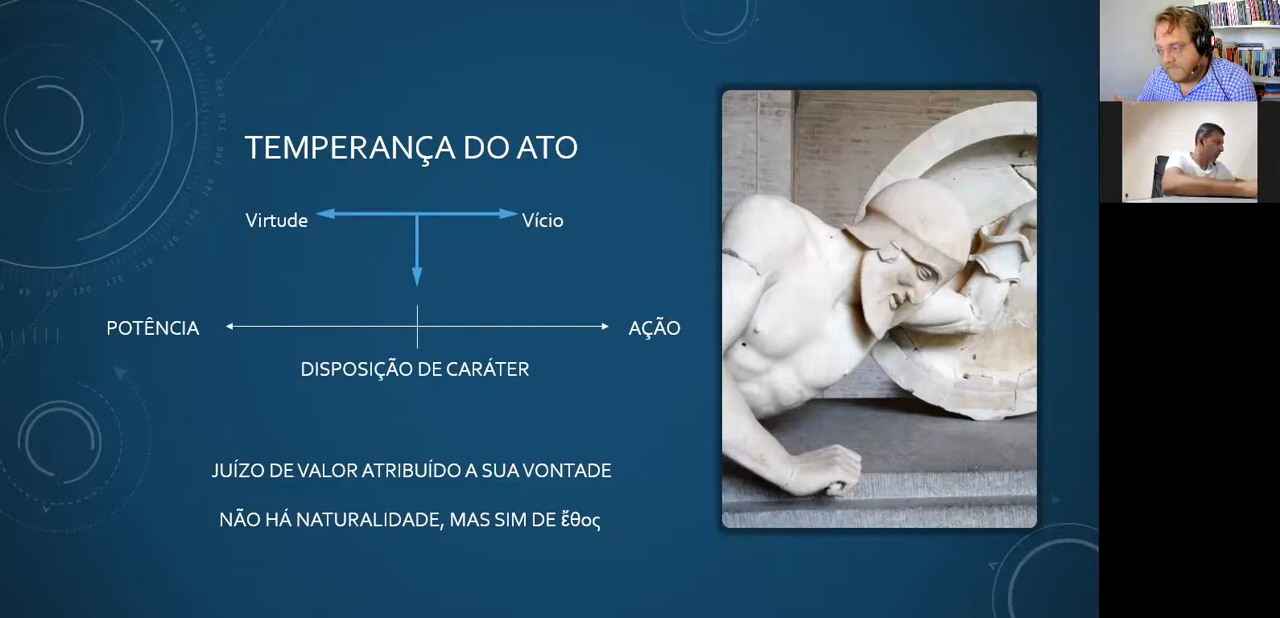 TEMPERANÇA DO ATO
Virtude Vício
POTÊNCIA AÇÃO
DISPOSIÇÃO DE CARÁTER
JUÍZO DE VALOR ATRIBUÍDO A SUA VONTADE
NÃO HÁ NATURALIDADE, MAS SIM DE ἔθος